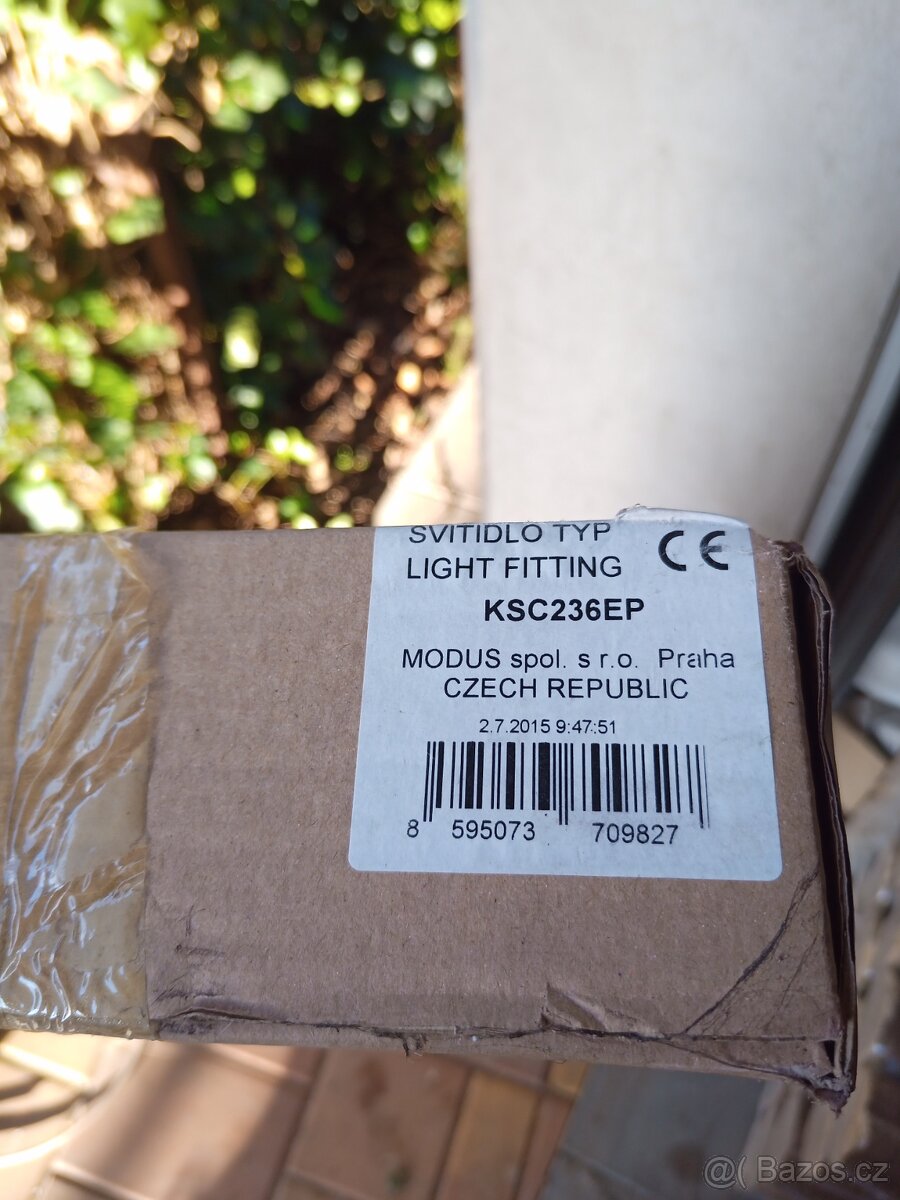 SVITIDLO TYP
LIGHT FITTING
CE
KSC236EP
MODUS spol. s r.o. Praha
CZECH REPUBLIC
2.7.2015 9:47:51
8 595073 709827
@( Bazos.cz